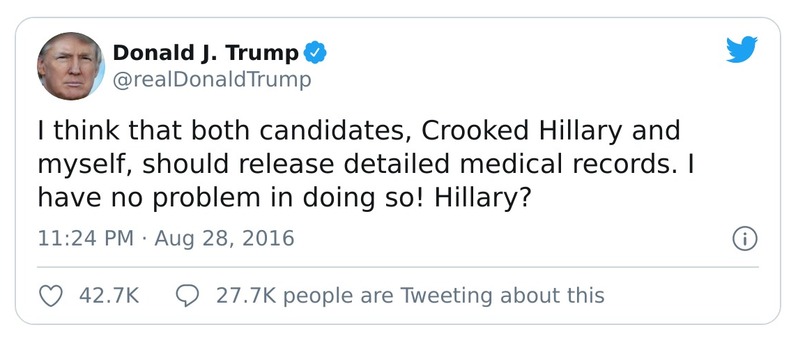 Donald J. Trump
@realDonaldTrump
I think that both candidates, Crooked Hillary and
myself, should release detailed medical records. I
have no problem in doing so! Hillary?
11:24 PM · Aug 28, 2016
42.7K 27.7K people are Tweeting about this